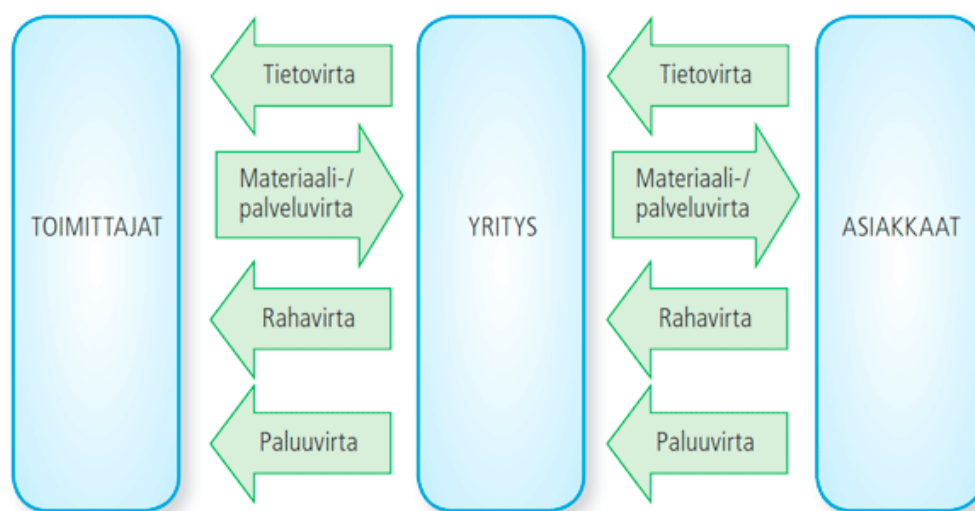 Tietovirta
Tietovirta
Materiaali-/
palveluvirta
Materiaali-/
palveluvirta
TOIMITTAJAT
YRITYS
ASIAKKAAT
Rahavirta
Rahavirta
Paluuvirta
Paluuvirta